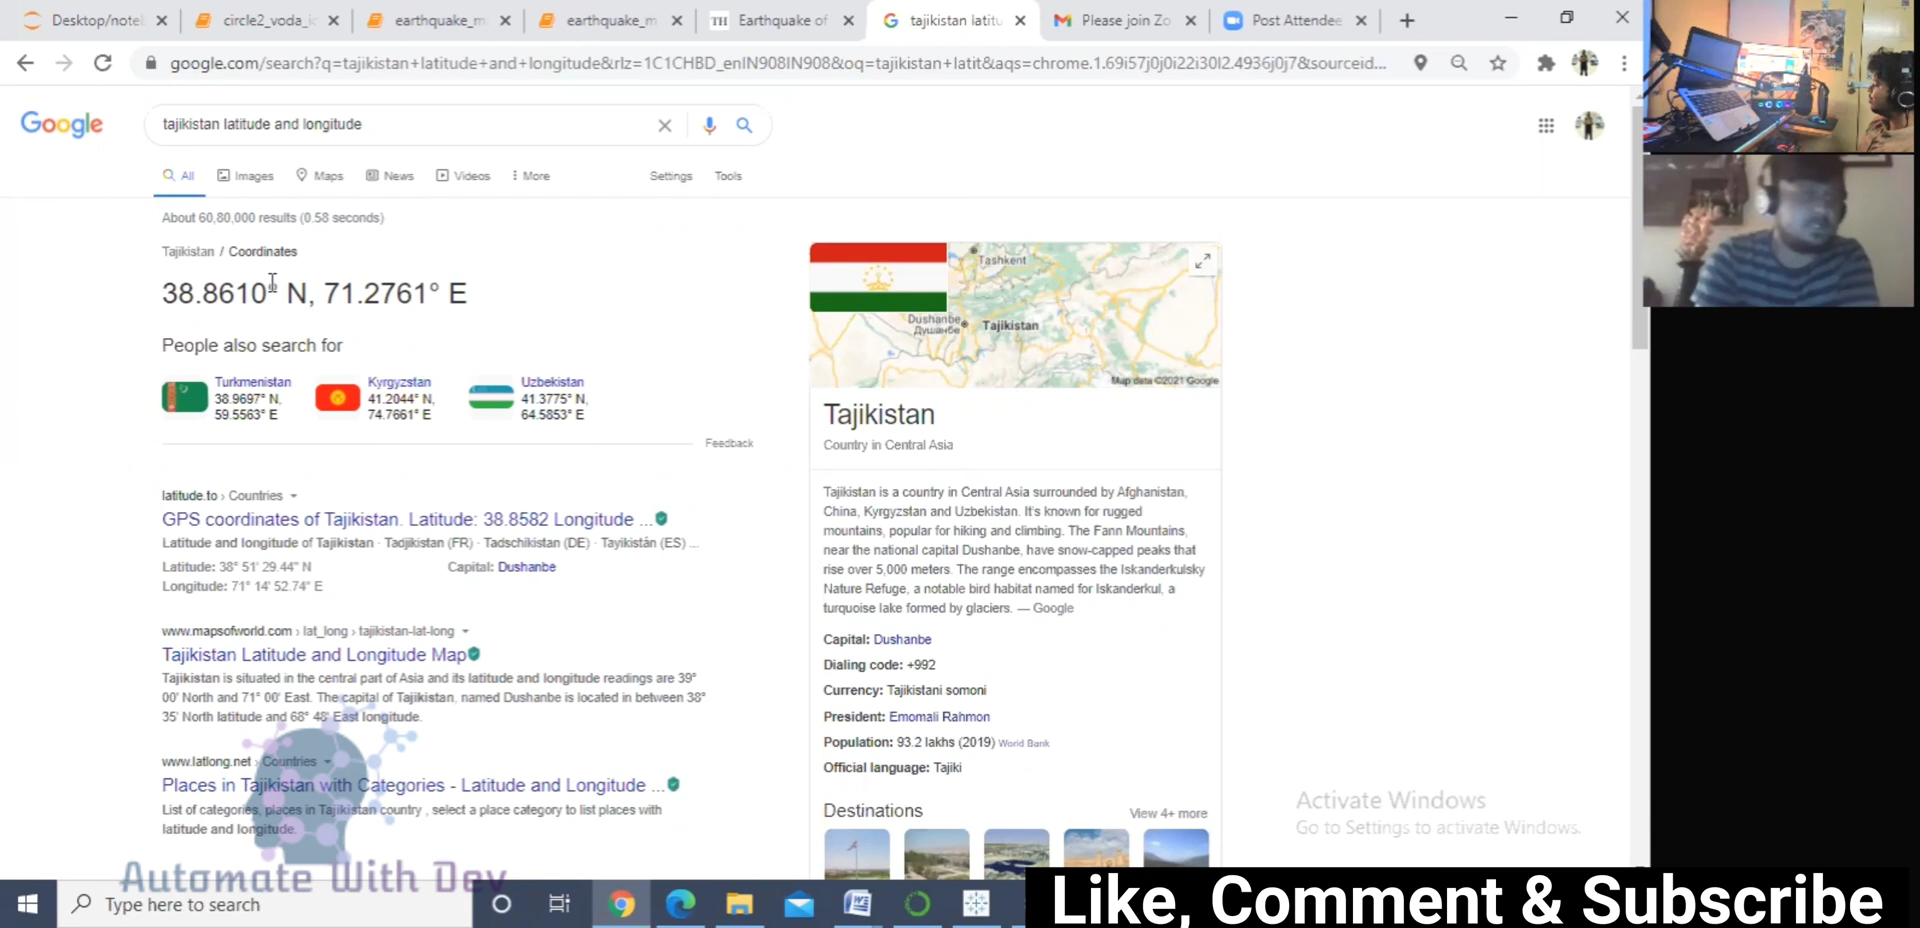 Desktop/note
circle2_voda_ic
earthquake_m
earthquake_m
TH Earthquake of
tajikistan latitu
Please join Zo
Post Attendee
google.com/search?q=tajikistan+latitude+and+longitude&rlz=1C1CHBD_enIN908IN908&oq=tajikistan+latit&aqs=chrome.1.69i57j0j0i22i30l2.4936j0j7&sourceid...
Google
tajikistan latitude and longitude
All
Images
Maps
News
Videos
More
Settings
Tools
About 60,80,000 results (0.58 seconds)
Tajikistan / Coordinates
38.8610° N, 71.2761° E
People also search for
Turkmenistan
38.9697° N,
59.5563° E
Kyrgyzstan
41.2044° N,
74.7661° E
Uzbekistan
41.3775° N,
64.5853° E
Feedback
latitude.to › Countries
GPS coordinates of Tajikistan. Latitude: 38.8582 Longitude ...
Latitude and longitude of Tajikistan · Tadjikistan (FR) · Tadschikistan (DE) · Tayikistán (ES) ...
Latitude: 38° 51' 29.44" N
Capital: Dushanbe
Longitude: 71° 14' 52.74" E
www.mapsofworld.com › lat_long › tajikistan-lat-long
Tajikistan Latitude and Longitude Map
Tajikistan is situated in the central part of Asia and its latitude and longitude readings are 39°
00' North and 71° 00' East. The capital of Tajikistan, named Dushanbe is located in between 38°
35' North latitude and 68° 48' East longitude.
www.latlong.net › Countries
Places in Tajikistan with Categories - Latitude and Longitude ...
List of categories, places in Tajikistan country , select a place category to list places with
latitude and longitude.
Tashkent
Dushanbe
Душанбе
Tajikistan
Map data ©2021 Google
Tajikistan
Country in Central Asia
Tajikistan is a country in Central Asia surrounded by Afghanistan,
China, Kyrgyzstan and Uzbekistan. It's known for rugged
mountains, popular for hiking and climbing. The Fann Mountains,
near the national capital Dushanbe, have snow-capped peaks that
rise over 5,000 meters. The range encompasses the Iskanderkulsky
Nature Refuge, a notable bird habitat named for Iskanderkul, a
turquoise lake formed by glaciers. — Google
Capital: Dushanbe
Dialing code: +992
Currency: Tajikistani somoni
President: Emomali Rahmon
Population: 93.2 lakhs (2019) World Bank
Official language: Tajiki
Destinations
View 4+ more
Activate Windows
Go to Settings to activate Windows.
Automate With Dev
Type here to search
Like, Comment & Subscribe